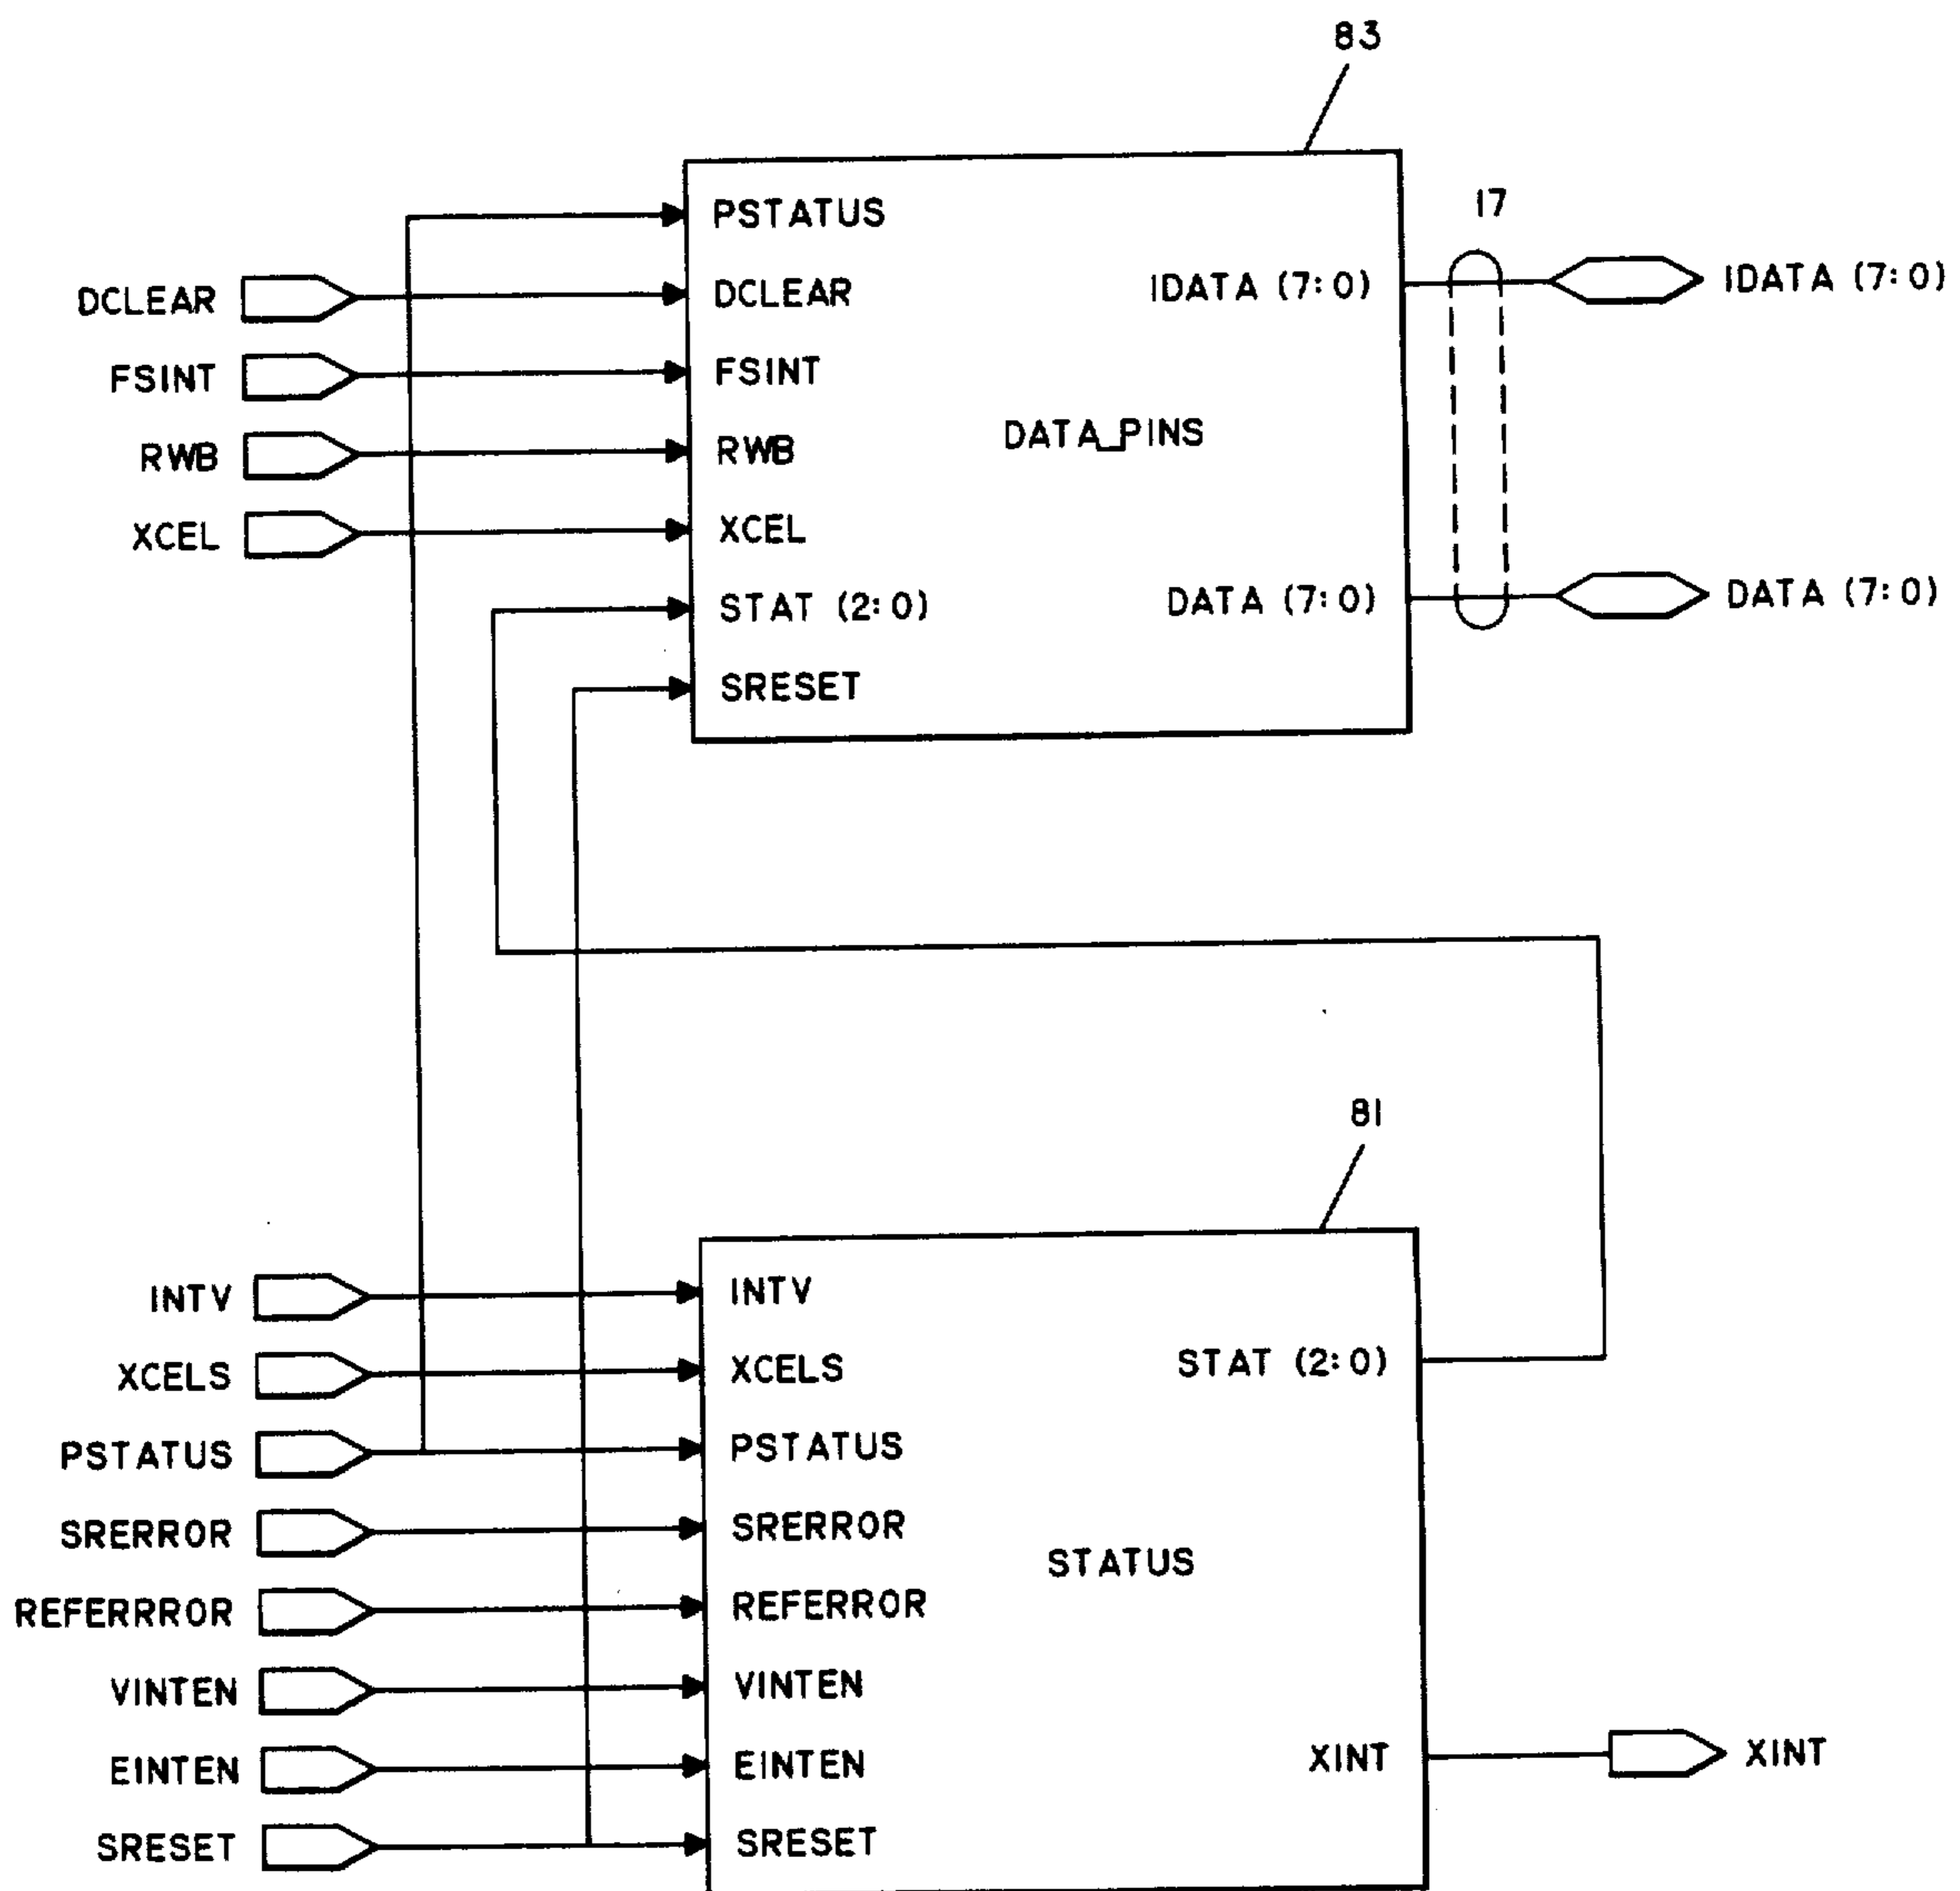 83
PSTATUS
17
DCLEAR DCLEAR IDATA (7:0) IDATA (7:0)
FSINT FSINT
DATA_PINS
RWB RWB
XCEL XCEL
STAT (2:0) DATA (7:0) DATA (7:0)
SRESET
81
INTV INTV
XCELS XCELS STAT (2:0)
PSTATUS PSTATUS
SRERROR SRERROR
STATUS
REFERRROR REFERROR
VINTEN VINTEN
EINTEN EINTEN XINT XINT
SRESET SRESET